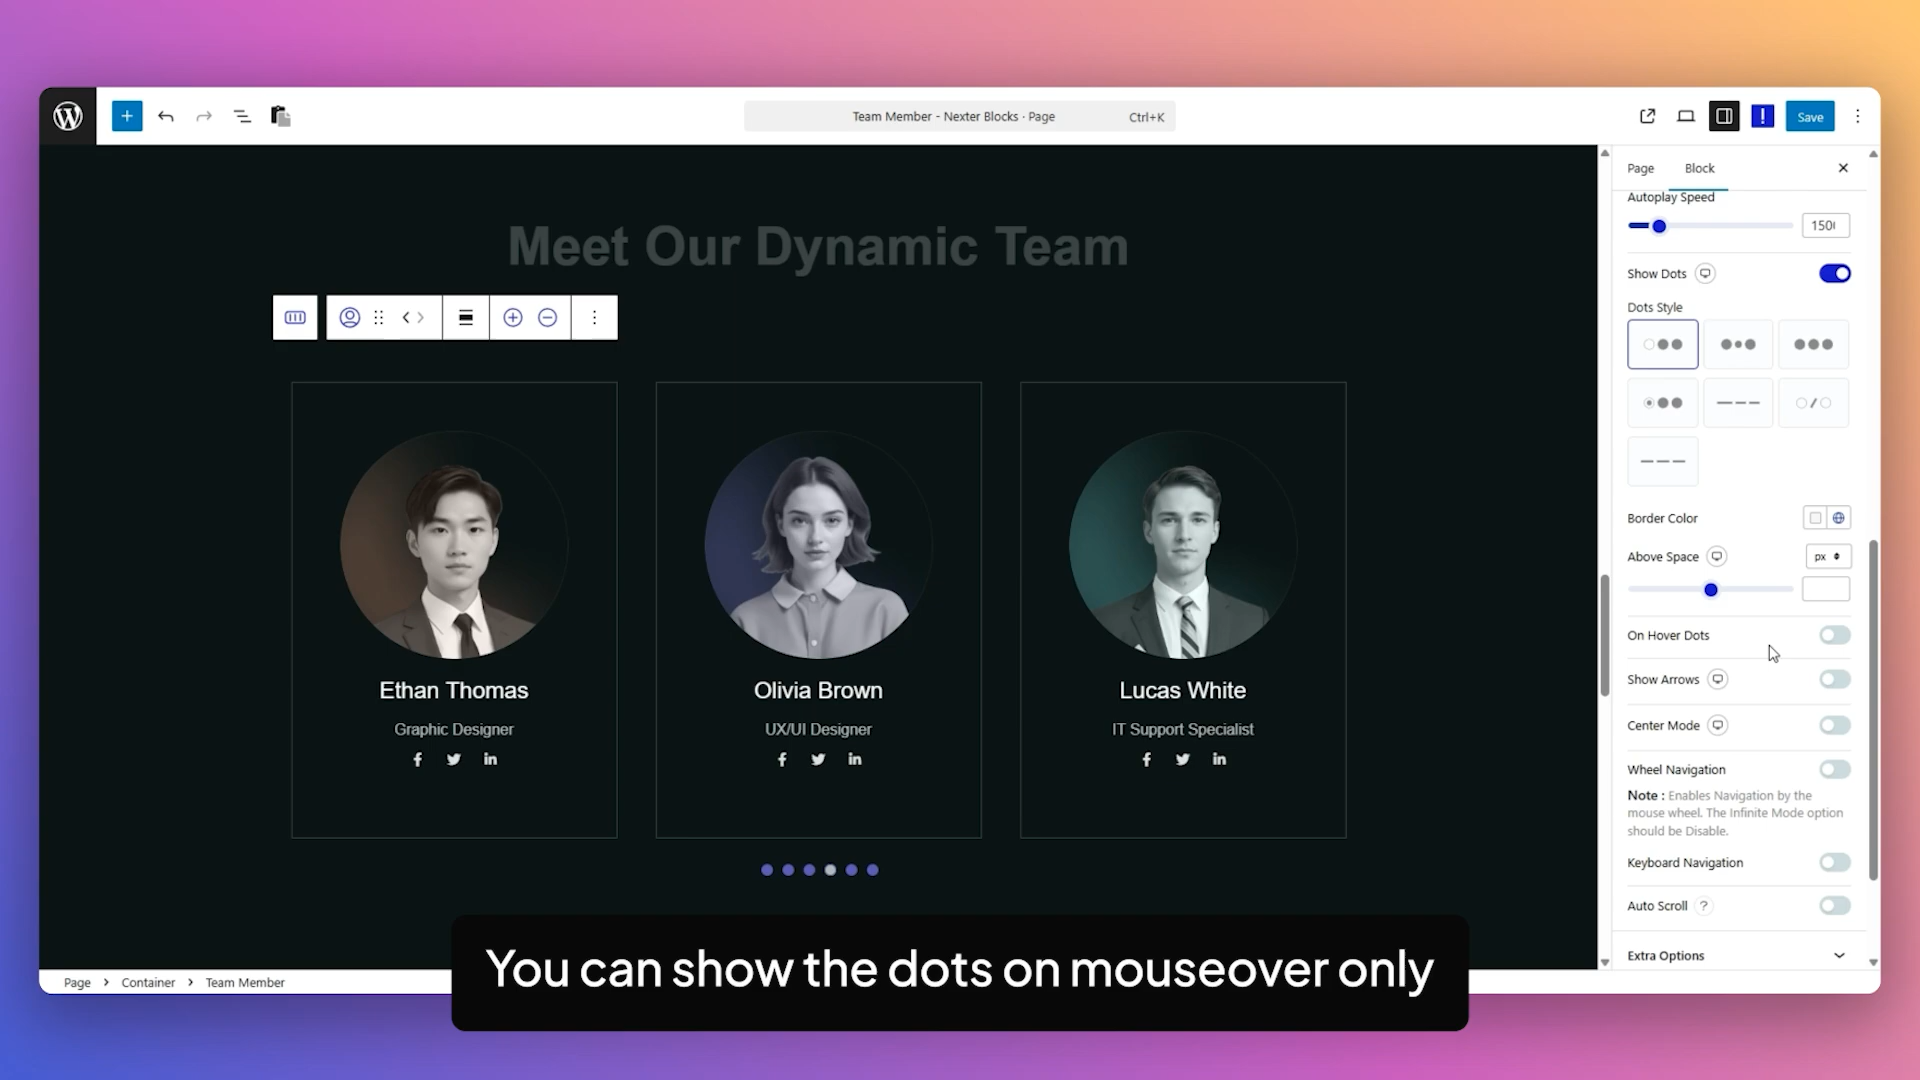 Team Member - Nexter Blocks · Page
Ctrl+K
Save
Page
Block
Autoplay Speed
Meet Our Dynamic Team
Show Dots
Dots Style
Border Color
Above Space
px
On Hover Dots
Show Arrows
Center Mode
Wheel Navigation
Note : Enables Navigation by the
mouse wheel. The Infinite Mode option
should be Disable.
Keyboard Navigation
Auto Scroll ?
Extra Options
Ethan Thomas
Graphic Designer
Olivia Brown
UX/UI Designer
Lucas White
IT Support Specialist
You can show the dots on mouseover only
Page > Container > Team Member